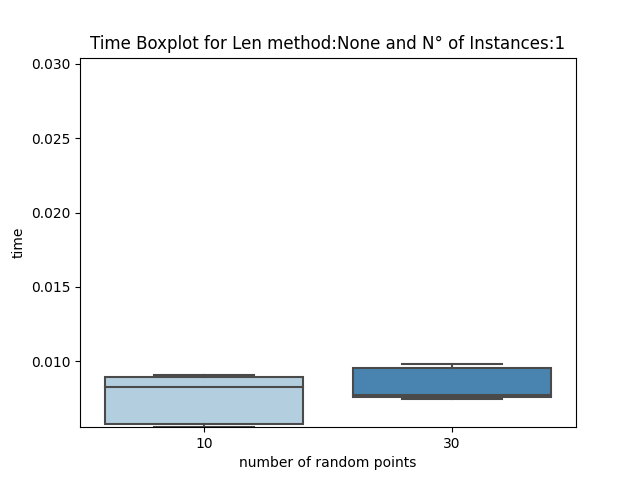 Time Boxplot for Len method:None and N° of Instances:1
0.030
0.025
0.020
0.015
0.010
time
10
30
number of random points